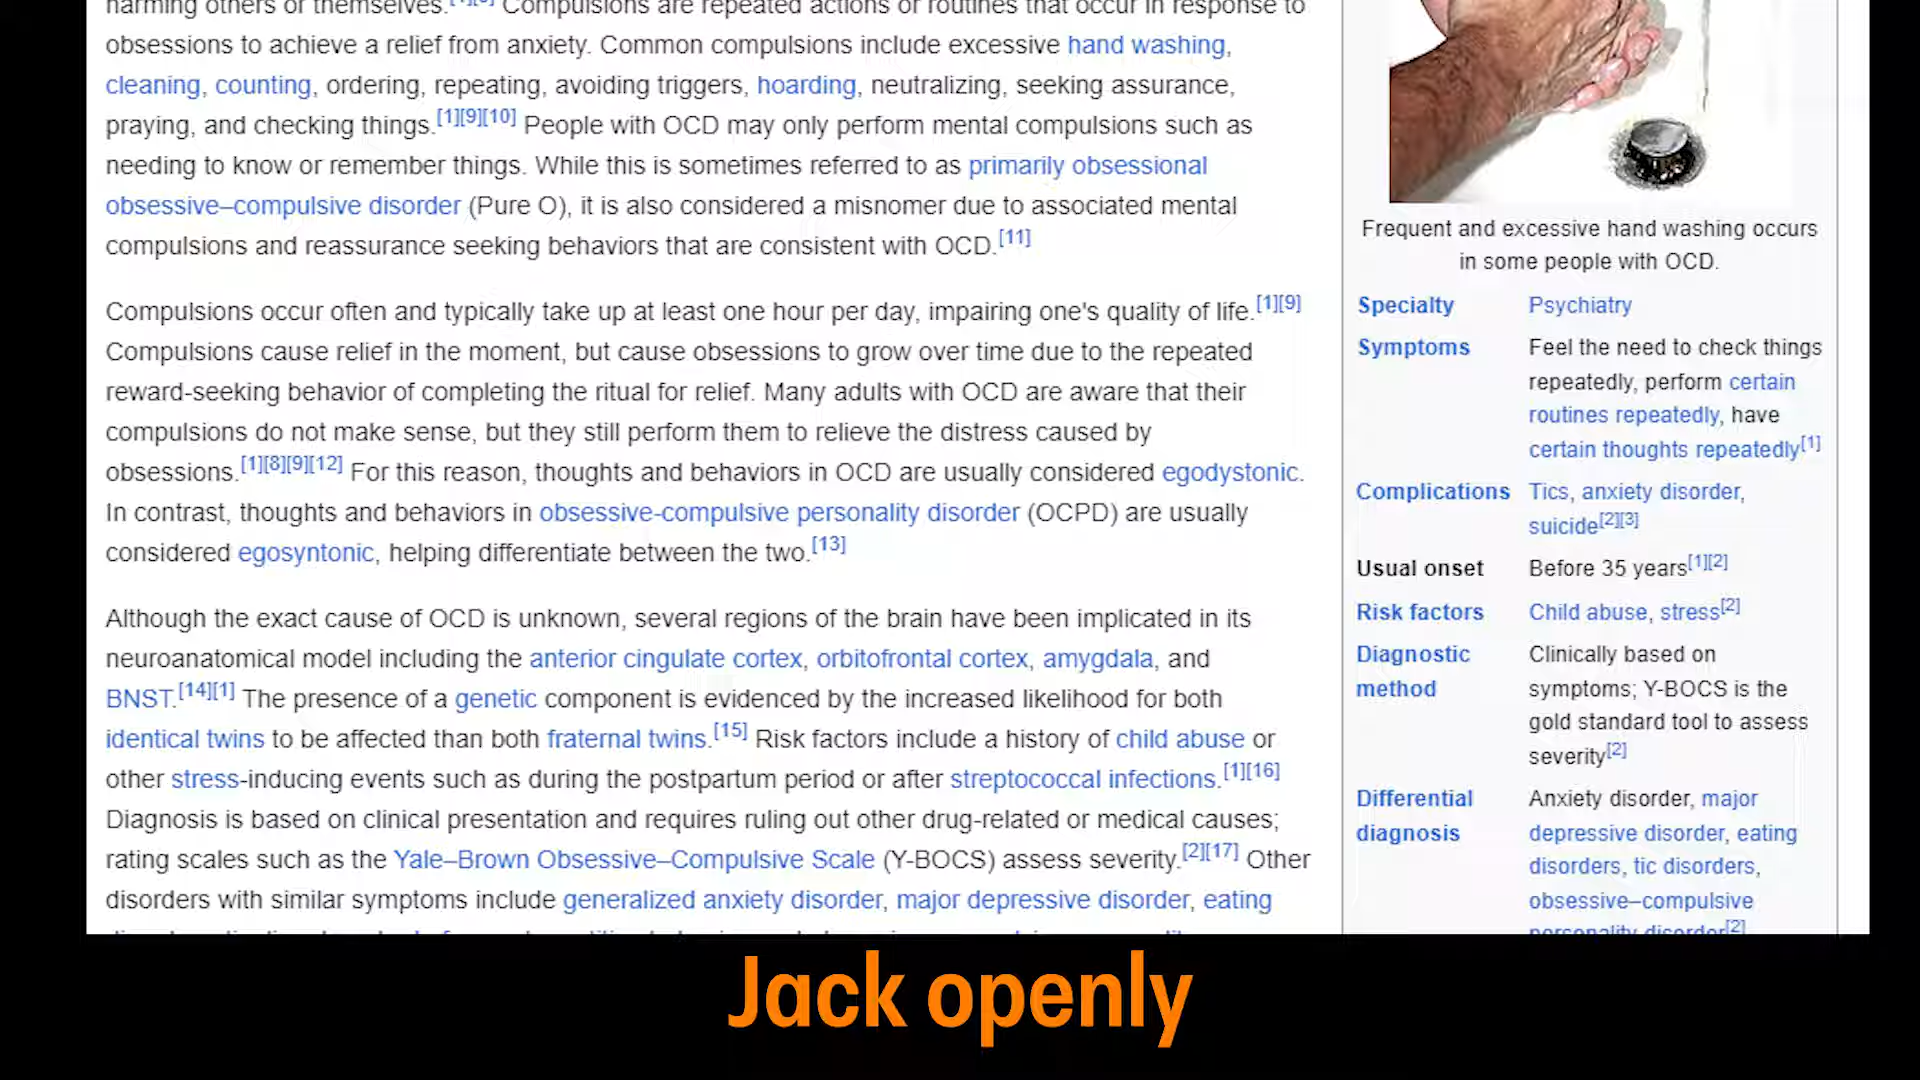 harming others or themselves. Compulsions are repeated actions or routines that occur in response to
obsessions to achieve a relief from anxiety. Common compulsions include excessive hand washing,
cleaning, counting, ordering, repeating, avoiding triggers, hoarding, neutralizing, seeking assurance,
praying, and checking things.[1][9][10] People with OCD may only perform mental compulsions such as
needing to know or remember things. While this is sometimes referred to as primarily obsessional
obsessive–compulsive disorder (Pure O), it is also considered a misnomer due to associated mental
compulsions and reassurance seeking behaviors that are consistent with OCD.[11]
Compulsions occur often and typically take up at least one hour per day, impairing one's quality of life.[1][9]
Compulsions cause relief in the moment, but cause obsessions to grow over time due to the repeated
reward-seeking behavior of completing the ritual for relief. Many adults with OCD are aware that their
compulsions do not make sense, but they still perform them to relieve the distress caused by
obsessions.[1][8][9][12] For this reason, thoughts and behaviors in OCD are usually considered egodystonic.
In contrast, thoughts and behaviors in obsessive-compulsive personality disorder (OCPD) are usually
considered egosyntonic, helping differentiate between the two.[13]
Although the exact cause of OCD is unknown, several regions of the brain have been implicated in its
neuroanatomical model including the anterior cingulate cortex, orbitofrontal cortex, amygdala, and
BNST.[14][1] The presence of a genetic component is evidenced by the increased likelihood for both
identical twins to be affected than both fraternal twins.[15] Risk factors include a history of child abuse or
other stress-inducing events such as during the postpartum period or after streptococcal infections.[1][16]
Diagnosis is based on clinical presentation and requires ruling out other drug-related or medical causes;
rating scales such as the Yale–Brown Obsessive–Compulsive Scale (Y-BOCS) assess severity.[2][17] Other
disorders with similar symptoms include generalized anxiety disorder, major depressive disorder, eating
Frequent and excessive hand washing occurs
in some people with OCD.
Specialty Psychiatry
Symptoms Feel the need to check things
repeatedly, perform certain
routines repeatedly, have
certain thoughts repeatedly[1]
Complications Tics, anxiety disorder,
suicide[2][3]
Usual onset Before 35 years[1][2]
Risk factors Child abuse, stress[2]
Diagnostic Clinically based on
method symptoms; Y-BOCS is the
gold standard tool to assess
severity[2]
Differential Anxiety disorder, major
diagnosis depressive disorder, eating
disorders, tic disorders,
obsessive–compulsive
personality disorder[2]
Jack openly